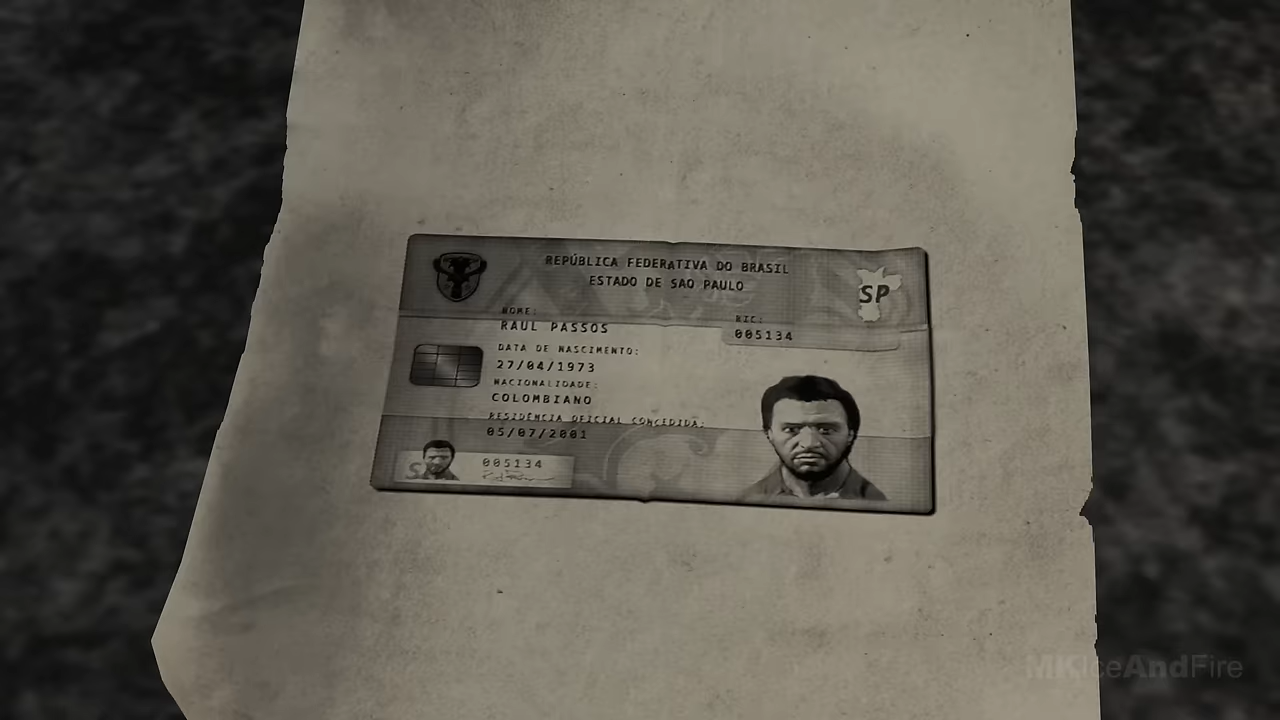 REPÚBLICA FEDERATIVA DO BRASIL
ESTADO DE SAO PAULO
SP
NOME:
RAUL PASSOS
RIC:
005134
DATA DE NASCIMENTO:
27/04/1973
NACIONALIDADE:
COLOMBIANO
RESIDÊNCIA OFICIAL CONCEDIDA:
05/07/2001
005134
MKIceAndFire